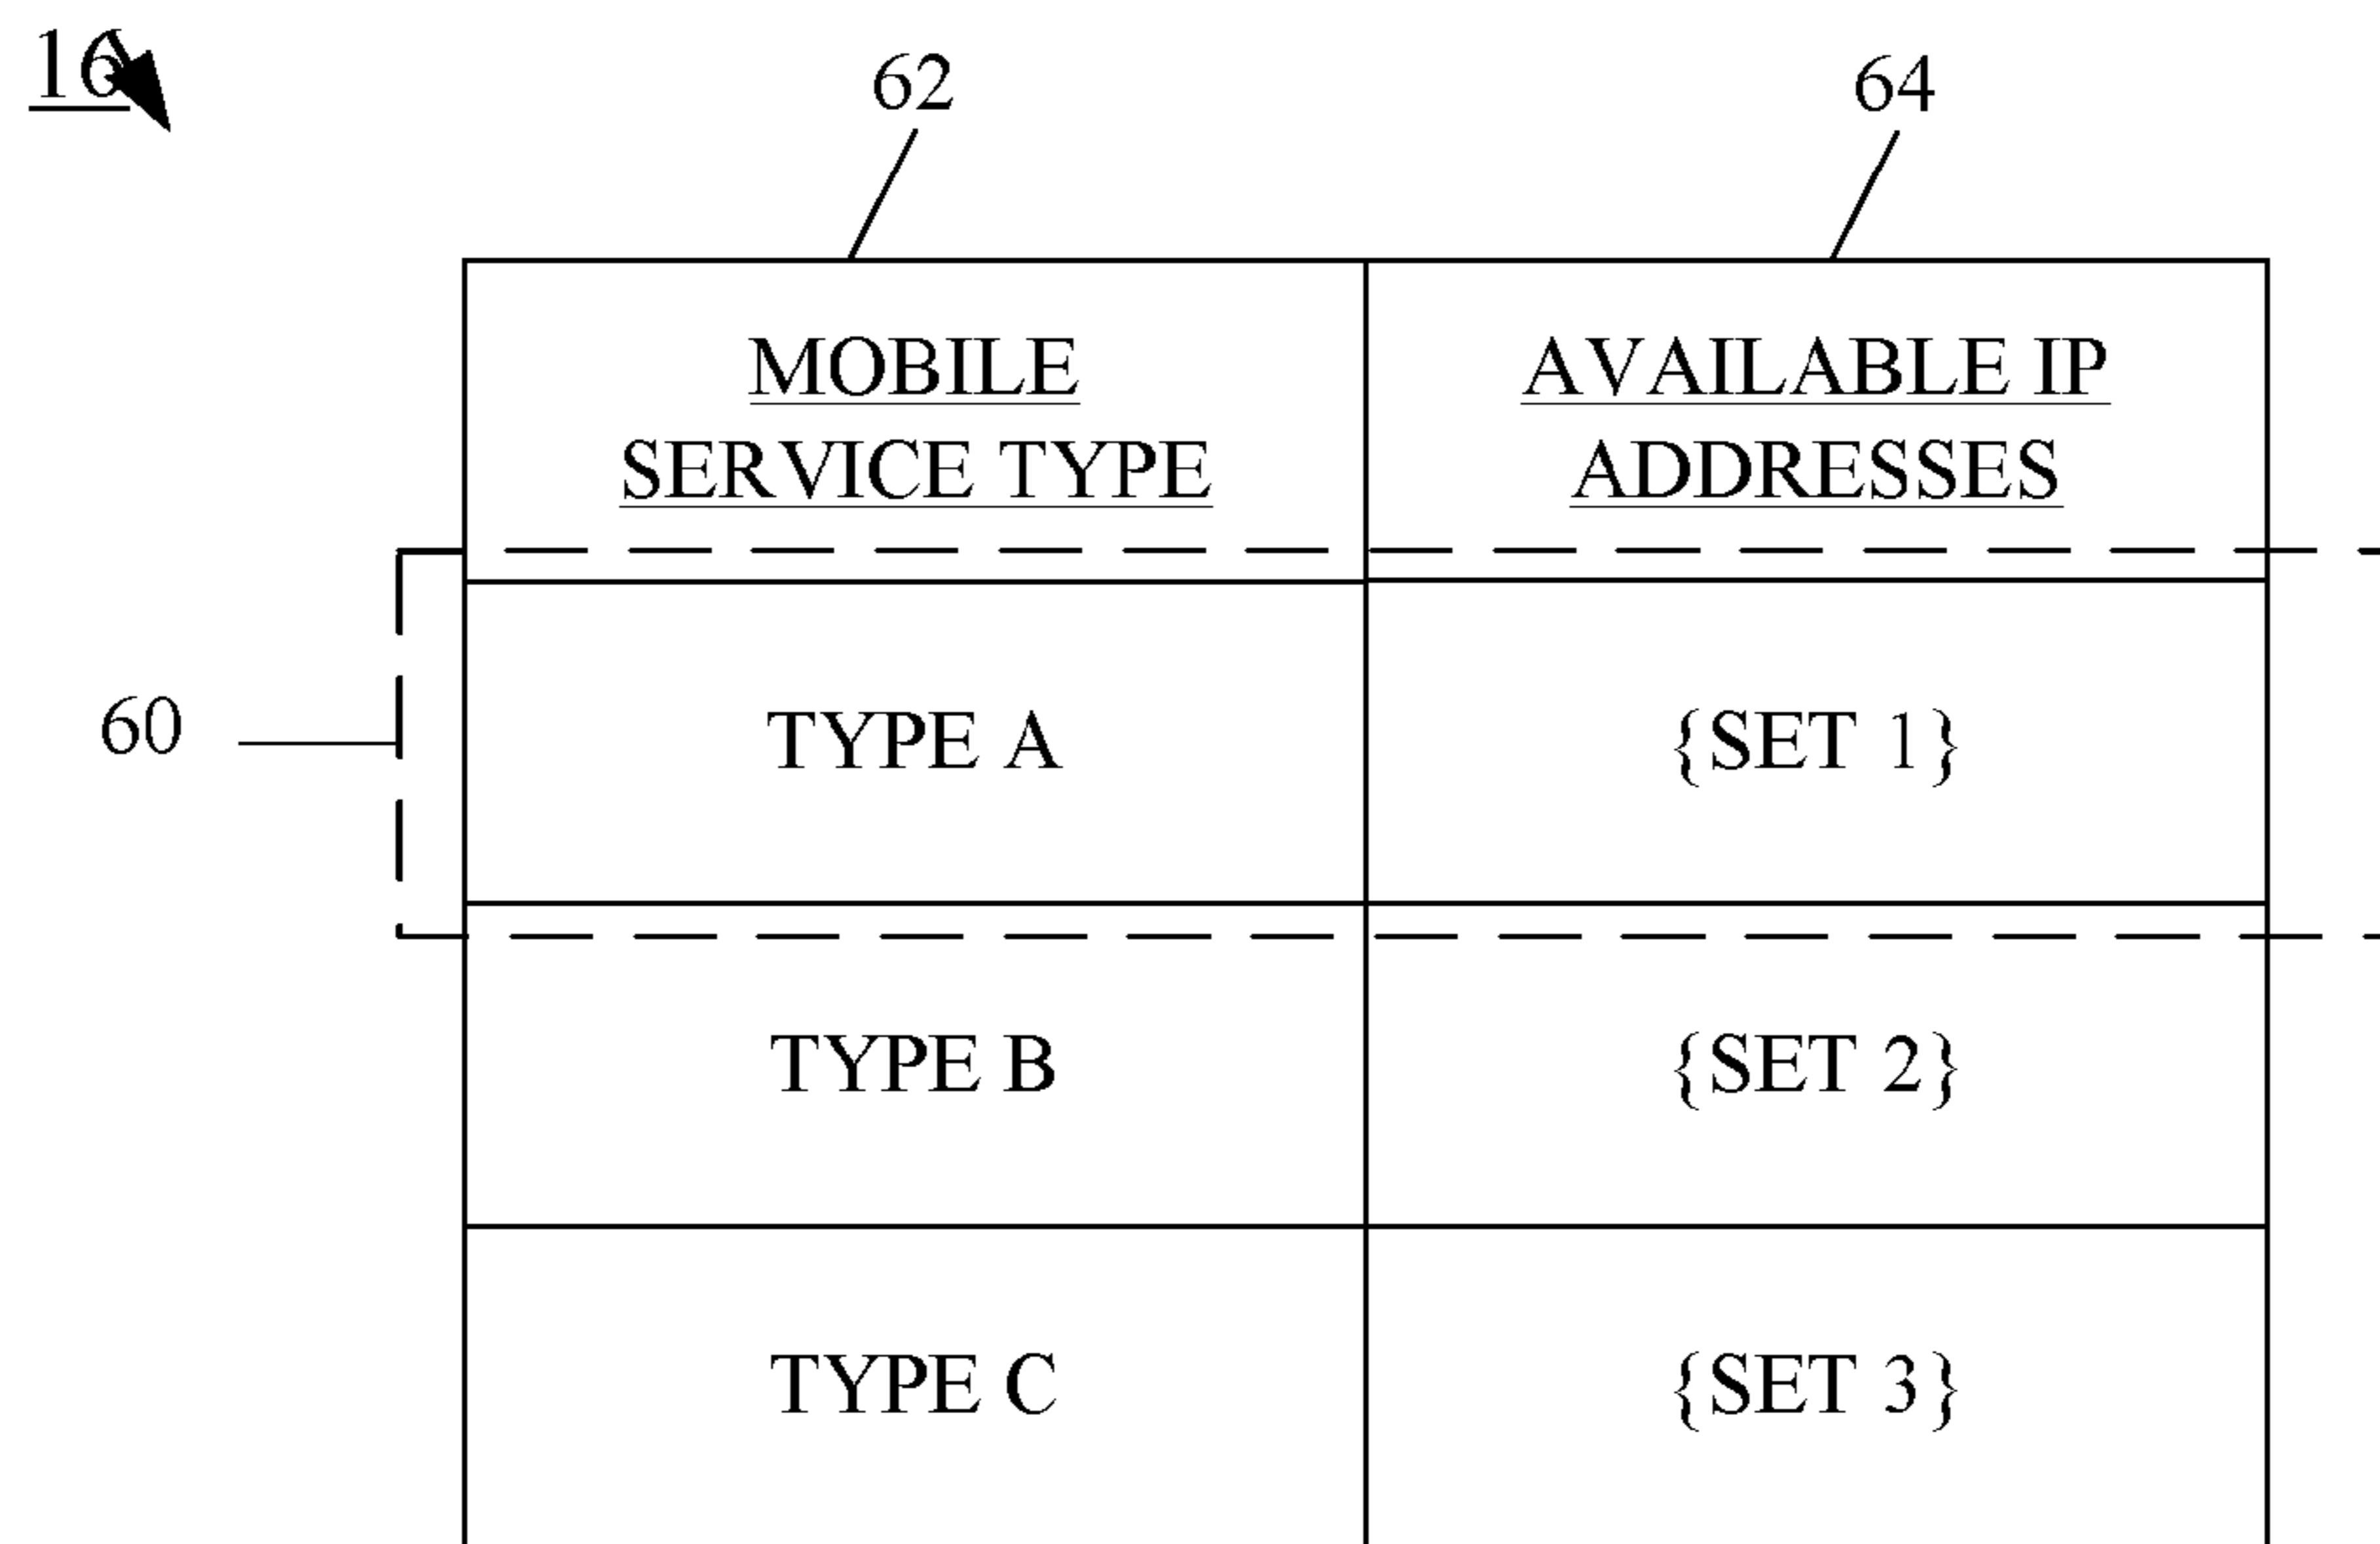 16
62
64
MOBILE
SERVICE TYPE
AVAILABLE IP
ADDRESSES
60
TYPE A
{SET 1}
TYPE B
{SET 2}
TYPE C
{SET 3}